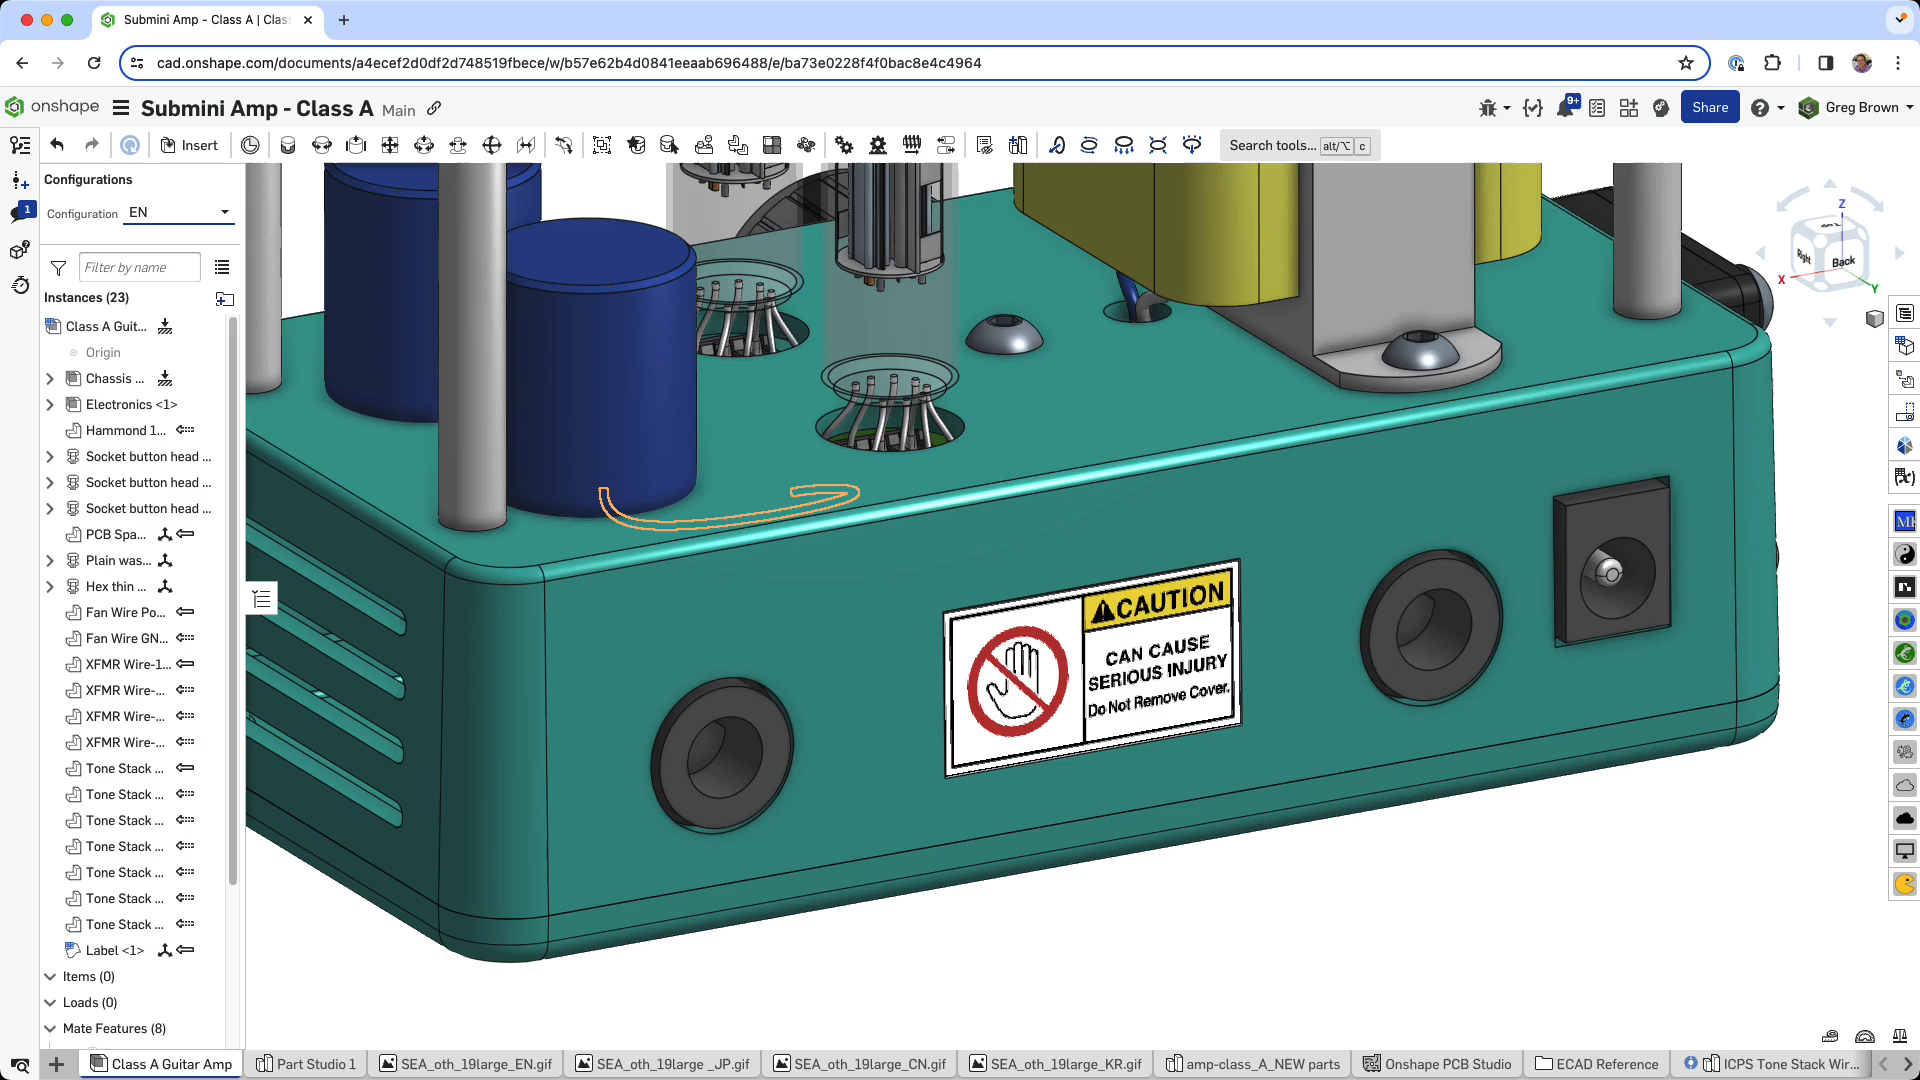 Submini Amp - Class A | Clas
cad.onshape.com/documents/a4ecef2d0df2d748519fbece/w/b57e62b4d0841eeaab696488/e/ba73e0228f4f0bac8e4c4964
onshape
Submini Amp - Class A
Main
9+
Share
Greg Brown
Insert
Search tools... alt/⌥ c
Configurations
1
Configuration EN
Filter by name
Instances (23)
Class A Guit...
Origin
Chassis ...
Electronics <1>
Hammond 1...
Socket button head ...
Socket button head ...
Socket button head ...
PCB Spa...
Plain was...
Hex thin ...
Fan Wire Po...
Fan Wire GN...
XFMR Wire-1...
XFMR Wire-...
XFMR Wire-...
XFMR Wire-...
Tone Stack ...
Tone Stack ...
Tone Stack ...
Tone Stack ...
Tone Stack ...
Tone Stack ...
Tone Stack ...
Label <1>
Items (0)
Loads (0)
Mate Features (8)
CAUTION
CAN CAUSE
SERIOUS INJURY
Do Not Remove Cover.
Z
Top
Right
Back
X
Y
(x)
MK
Class A Guitar Amp
Part Studio 1
SEA_oth_19large_EN.gif
SEA_oth_19large _JP.gif
SEA_oth_19large_CN.gif
SEA_oth_19large_KR.gif
amp-class_A_NEW parts
Onshape PCB Studio
ECAD Reference
ICPS Tone Stack Wir...